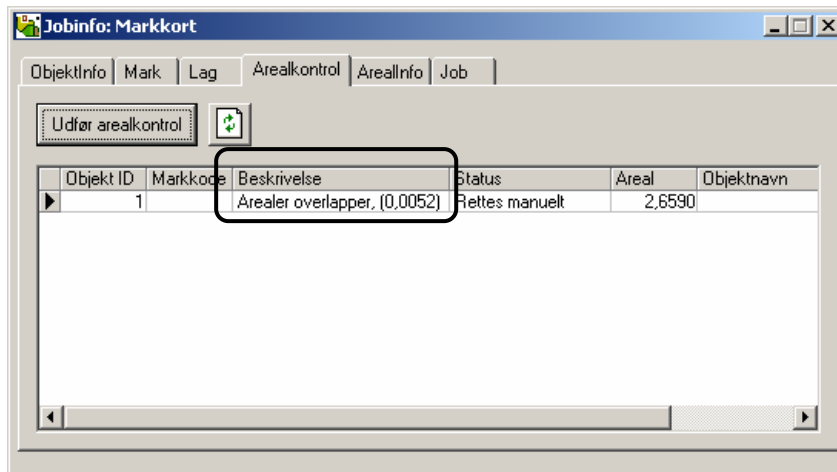 Jobinfo: Markkort
ObjektInfo Mark Lag Arealkontrol ArealInfo Job
Udfør arealkontrol
Objekt ID Markkode Beskrivelse Status Areal Objektnavn
1 Arealer overlapper, (0,0052) Rettes manuelt 2,6590